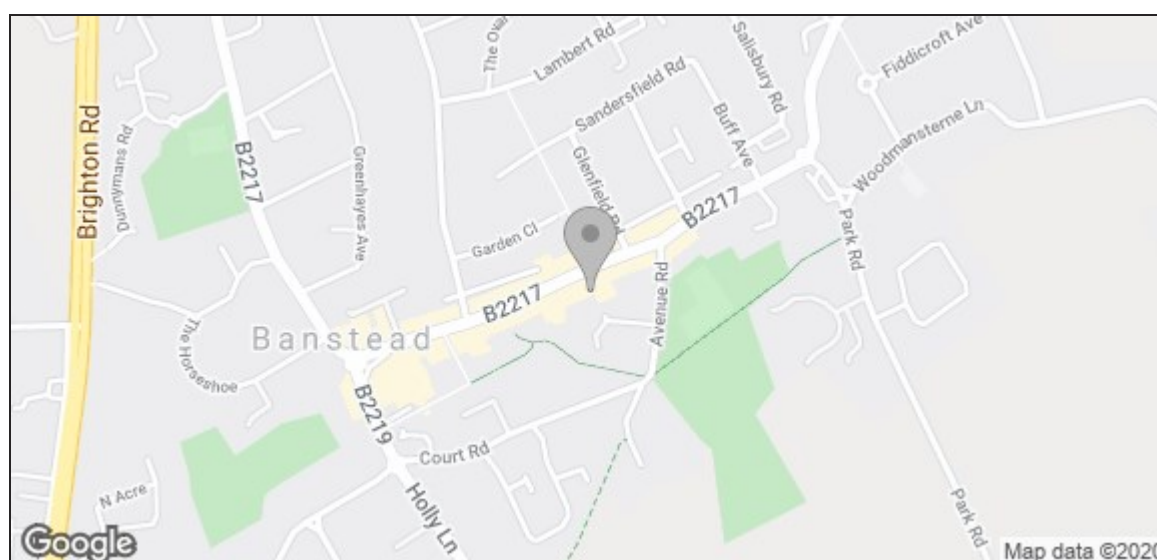 The Ova
Lambert Rd
Salisbury Rd
Fiddicroft Ave
Sandersfield Rd
Buff Ave
Woodmansterne Ln
Dunnymans Rd
B2217
Greenhayes Ave
Glenfield Rd
Brighton Rd
Garden Cl
B2217
Park Rd
B2217
Avenue Rd
Banstead
The Horseshoe
B2219
Court Rd
N Acre
Holly Ln
Park Rd
Google
Map data ©2020